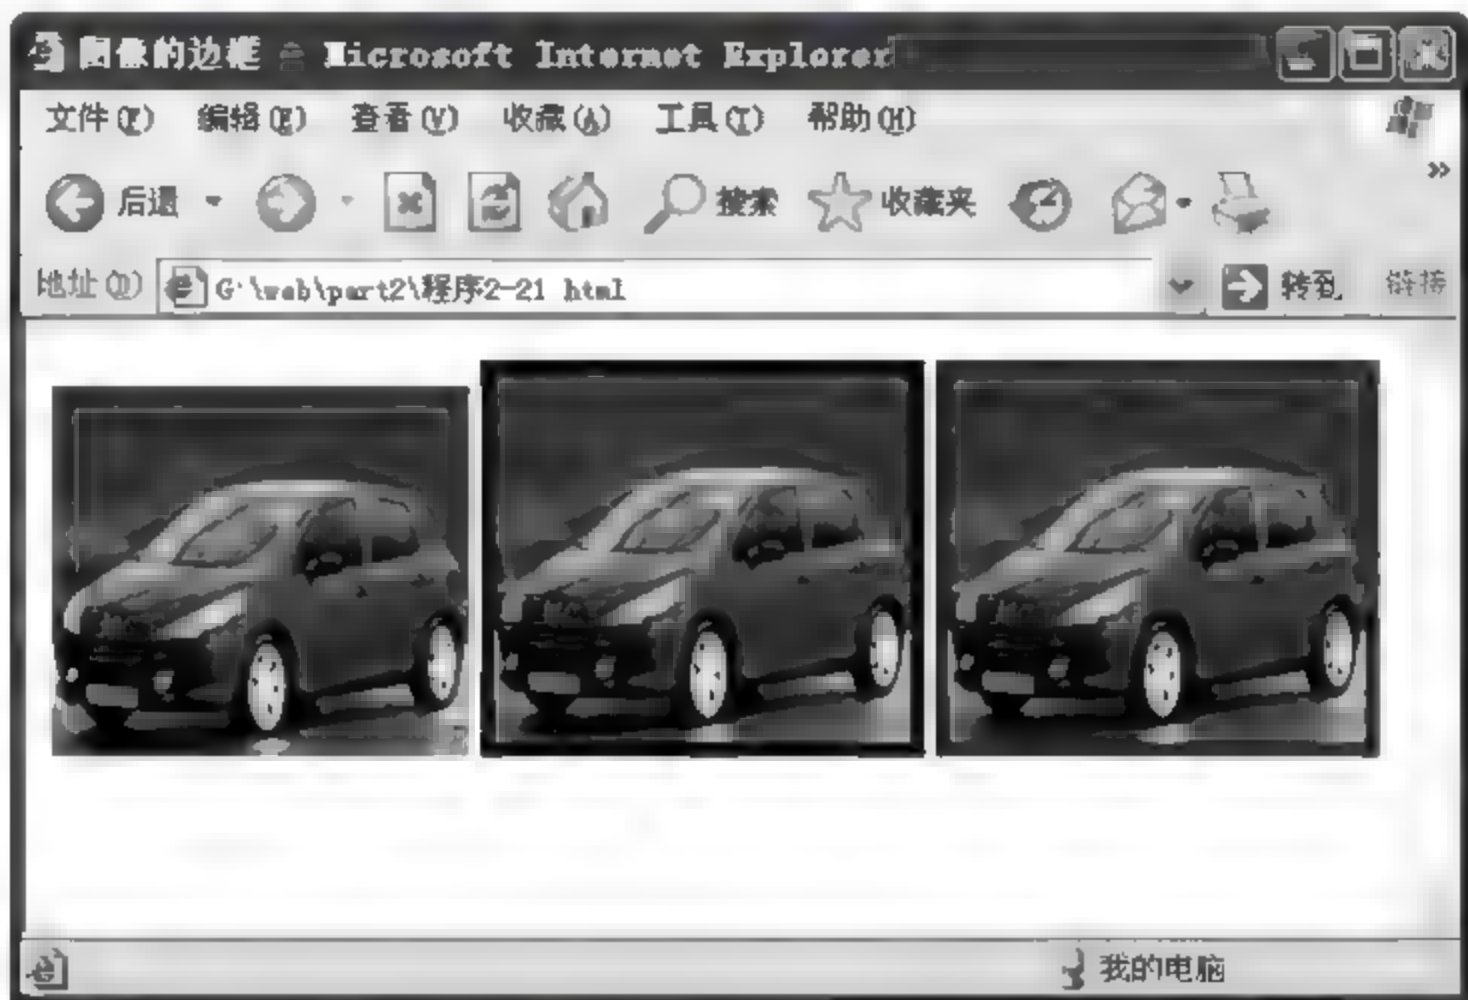 图像的边框 - Microsoft Internet Explorer
文件(F) 编辑(E) 查看(V) 收藏(A) 工具(T) 帮助(H)
后退 搜索 收藏夹 »
地址(D) G:\web\part2\程序2-21 html 转到 链接
我的电脑